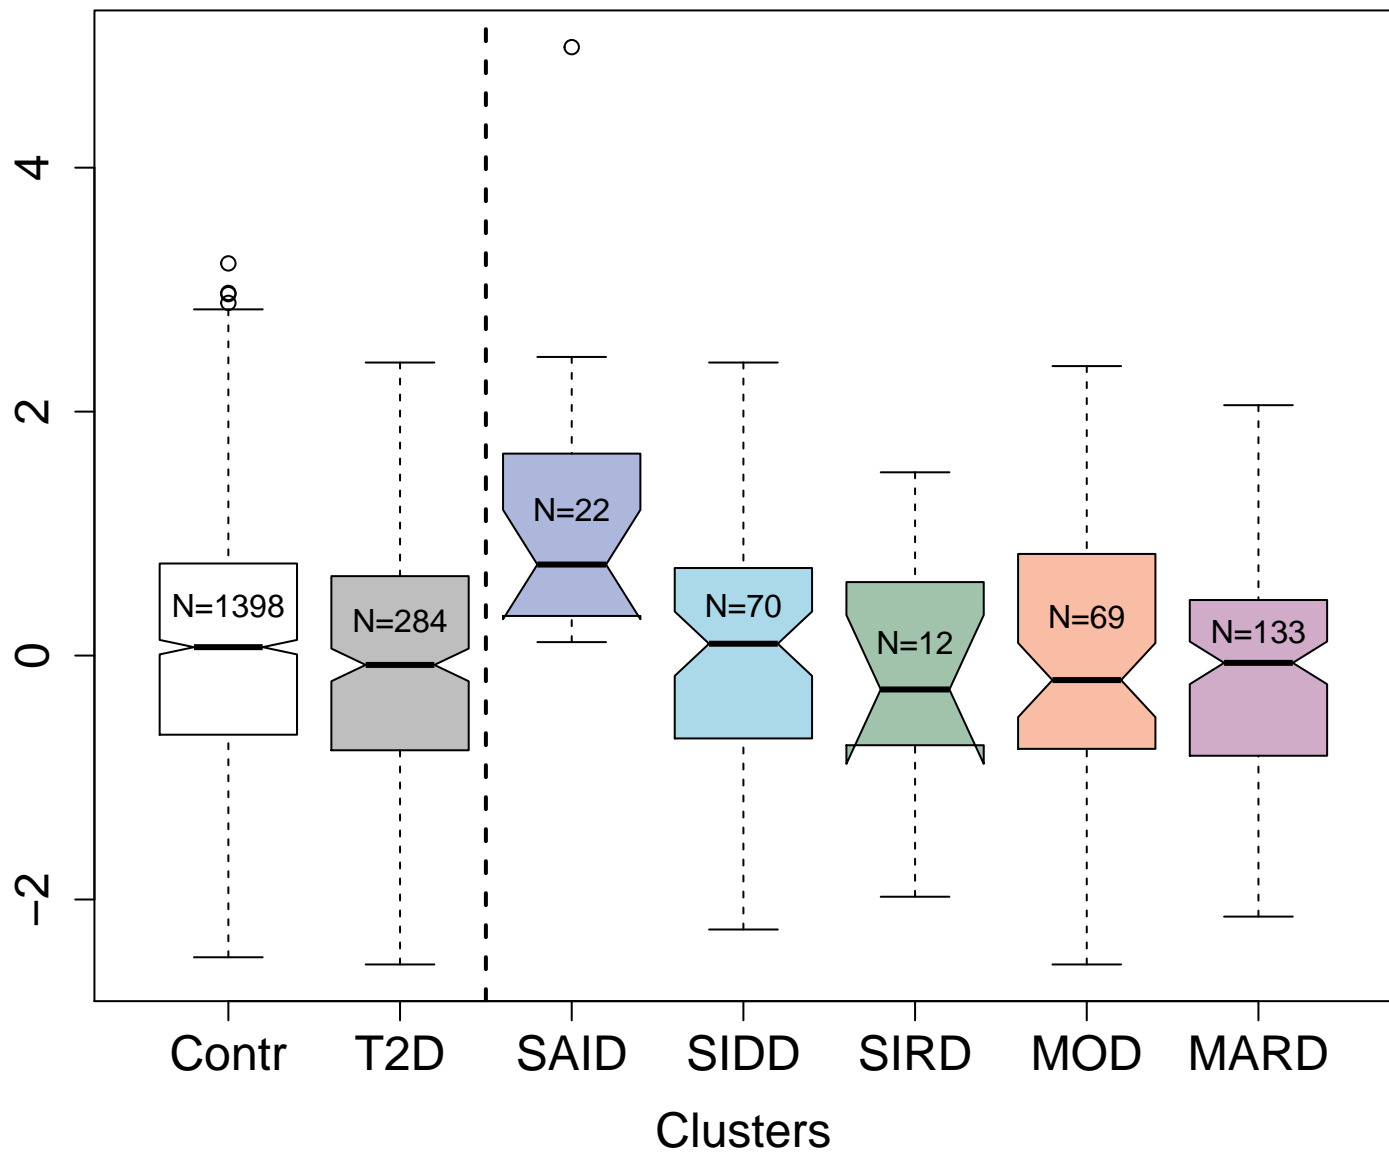 4
2
0
−2
N=1398
N=284
N=22
N=70
N=12
N=69
N=133
Contr T2D SAID SIDD SIRD MOD MARD
Clusters